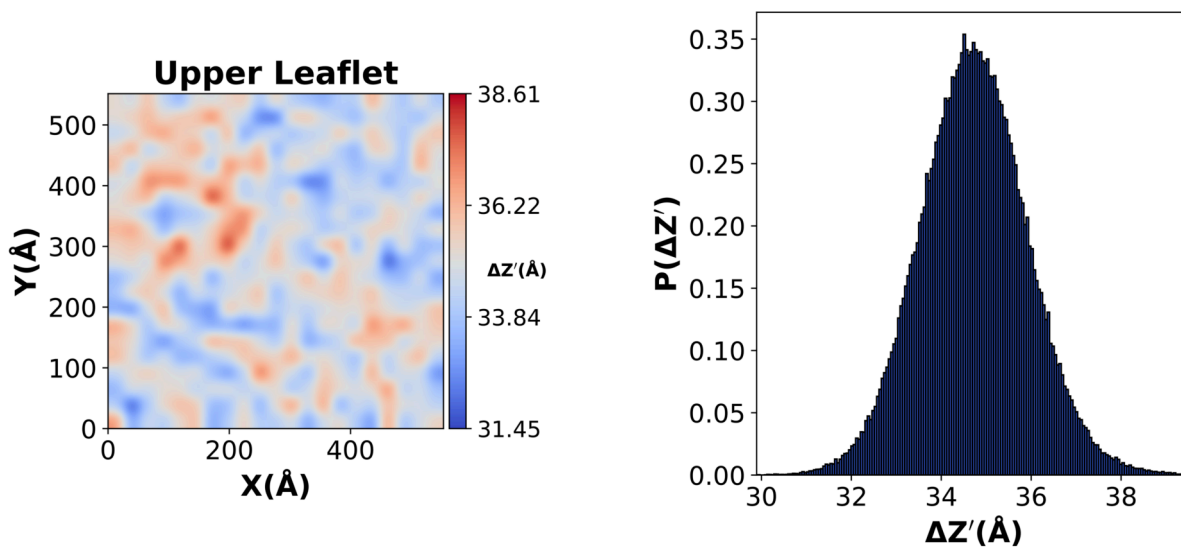 Upper Leaflet
500
400
300
200
100
0
Y(Å)
0 200 400
X(Å)
38.61
36.22
ΔZ′(Å)
33.84
31.45
0.35
0.30
0.25
0.20
0.15
0.10
0.05
0.00
P(ΔZ′)
30 32 34 36 38
ΔZ′(Å)